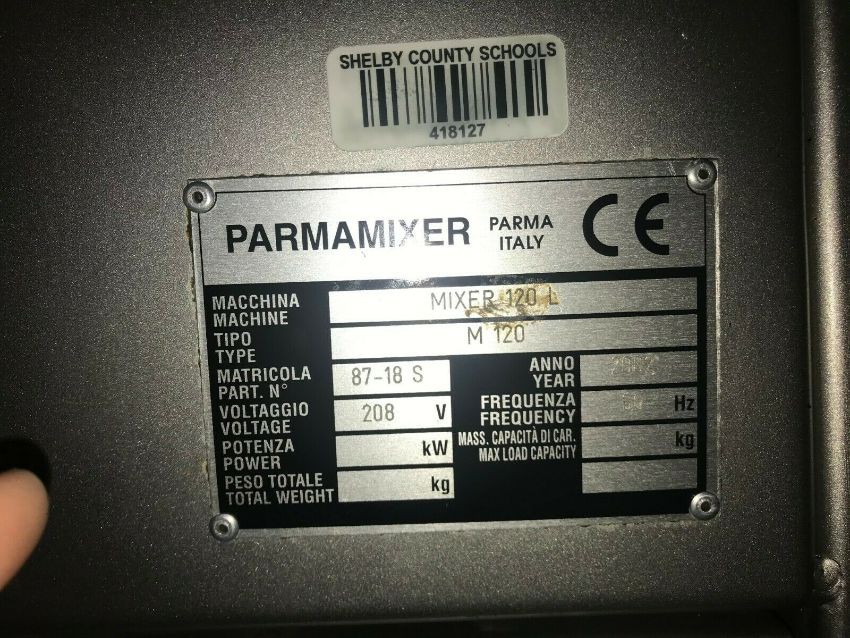 SHELBY COUNTY SCHOOLS
418127
PARMAMIXER PARMA ITALY CE
MACCHINA MACHINE MIXER 120 L
TIPO TYPE M 120
MATRICOLA PART. N° 87-18 S
ANNO YEAR 2002
VOLTAGGIO VOLTAGE 208 V
FREQUENZA FREQUENCY Hz
POTENZA POWER kW
MASS. CAPACITÀ DI CAR. MAX LOAD CAPACITY kg
PESO TOTALE TOTAL WEIGHT kg